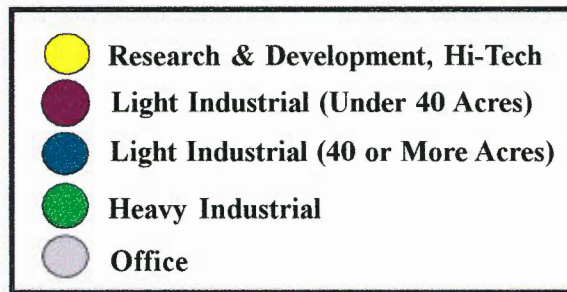 Research & Development, Hi-Tech
Light Industrial (Under 40 Acres)
Light Industrial (40 or More Acres)
Heavy Industrial
Office